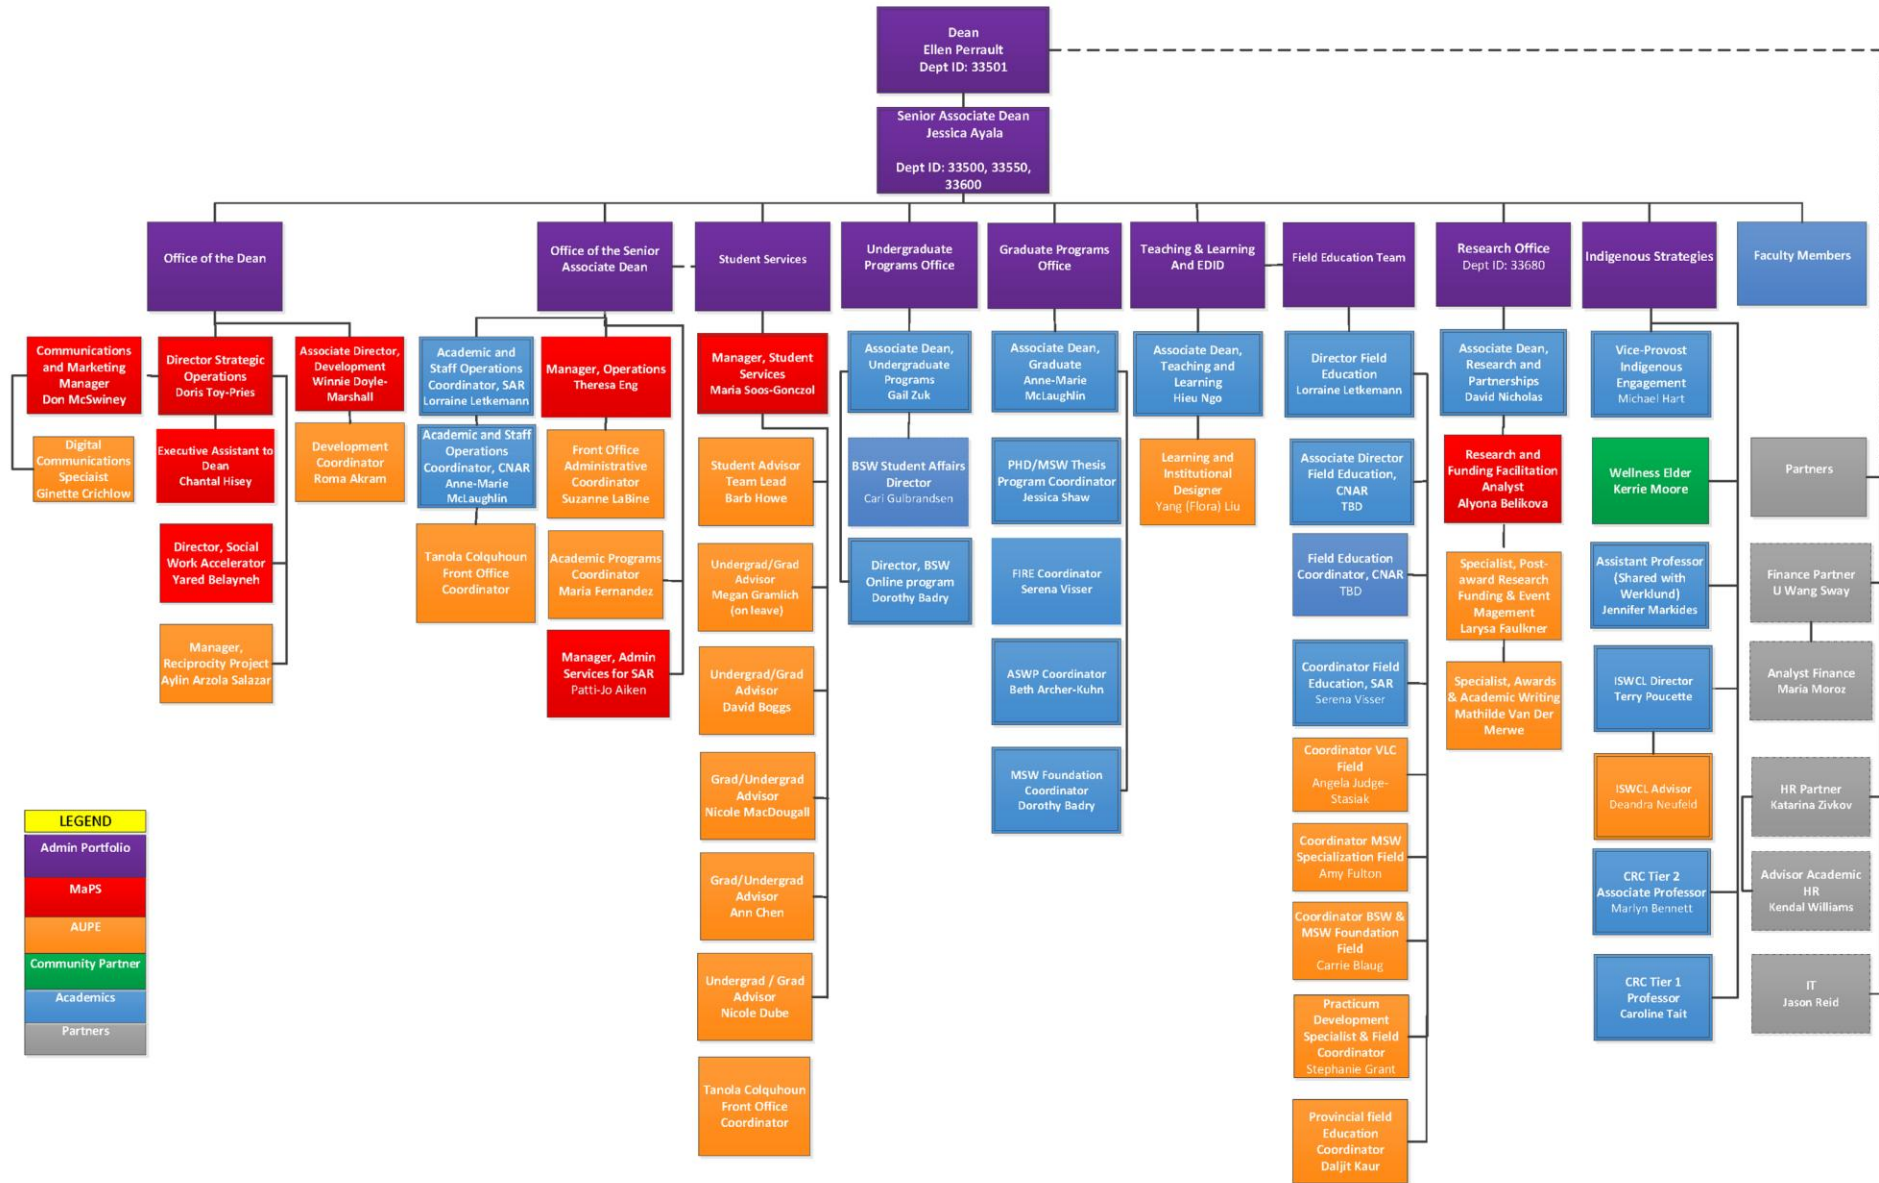 Dean
Ellen Perrault
Dept ID: 33501
Senior Associate Dean
Jessica Ayala
Dept ID: 33500, 33550,
33600
Office of the Dean
Office of the Senior
Associate Dean
Student Services
Undergraduate
Programs Office
Graduate Programs
Office
Teaching & Learning
And EDID
Field Education Team
Research Office
Dept ID: 33680
Indigenous Strategies
Faculty Members
Communications
and Marketing
Manager
Don McSwiney
Digital
Communications
Speciaist
Ginette Crichlow
Director Strategic
Operations
Doris Toy-Pries
Executive Assistant to
Dean
Chantal Hisey
Director, Social
Work Accelerator
Yared Belayneh
Manager,
Reciprocity Project
Aylin Arzola Salazar
Associate Director,
Development
Winnie Doyle-
Marshall
Development
Coordinator
Roma Akram
Academic and
Staff Operations
Coordinator, SAR
Lorraine Letkemann
Academic and Staff
Operations
Coordinator, CNAR
Anne-Marie
McLaughlin
Tanola Colquhoun
Front Office
Coordinator
Manager, Operations
Theresa Eng
Front Office
Administrative
Coordinator
Suzanne LaBine
Academic Programs
Coordinator
Maria Fernandez
Manager, Admin
Services for SAR
Patti-Jo Aiken
Manager, Student
Services
Maria Soos-Gonczol
Student Advisor
Team Lead
Barb Howe
Undergrad/Grad
Advisor
Megan Gramlich
(on leave)
Undergrad/Grad
Advisor
David Boggs
Grad/Undergrad
Advisor
Nicole MacDougall
Grad/Undergrad
Advisor
Ann Chen
Undergrad / Grad
Advisor
Nicole Dube
Tanola Colquhoun
Front Office
Coordinator
Associate Dean,
Undergraduate
Programs
Gail Zuk
BSW Student Affairs
Director
Cari Gulbrandsen
Director, BSW
Online program
Dorothy Badry
Associate Dean,
Graduate
Anne-Marie
McLaughlin
PHD/MSW Thesis
Program Coordinator
Jessica Shaw
FIRE Coordinator
Serena Visser
ASWP Coordinator
Beth Archer-Kuhn
MSW Foundation
Coordinator
Dorothy Badry
Associate Dean,
Teaching and
Learning
Hieu Ngo
Learning and
Institutional
Designer
Yang (Flora) Liu
Director Field
Education
Lorraine Letkemann
Associate Director
Field Education,
CNAR
TBD
Field Education
Coordinator, CNAR
TBD
Coordinator Field
Education, SAR
Serena Visser
Coordinator VLC
Field
Angela Judge-
Stasiak
Coordinator MSW
Specialization Field
Amy Fulton
Coordinator BSW &
MSW Foundation
Field
Carrie Blaug
Practicum
Development
Specialist & Field
Coordinator
Stephanie Grant
Provincial field
Education
Coordinator
Daljit Kaur
Associate Dean,
Research and
Partnerships
David Nicholas
Research and
Funding Facilitation
Analyst
Alyona Belikova
Specialist, Post-
award Research
Funding & Event
Magement
Larysa Faulkner
Specialist, Awards
& Academic Writing
Mathilde Van Der
Merwe
Vice-Provost
Indigenous
Engagement
Michael Hart
Wellness Elder
Kerrie Moore
Assistant Professor
(Shared with
Werklund)
Jennifer Markides
ISWCL Director
Terry Poucette
ISWCL Advisor
Deandra Neufeld
CRC Tier 2
Associate Professor
Marlyn Bennett
CRC Tier 1
Professor
Caroline Tait
Partners
Finance Partner
U Wang Sway
Analyst Finance
Maria Moroz
HR Partner
Katarina Zivkov
Advisor Academic
HR
Kendal Williams
IT
Jason Reid
LEGEND
Admin Portfolio
MaPS
AUPE
Community Partner
Academics
Partners